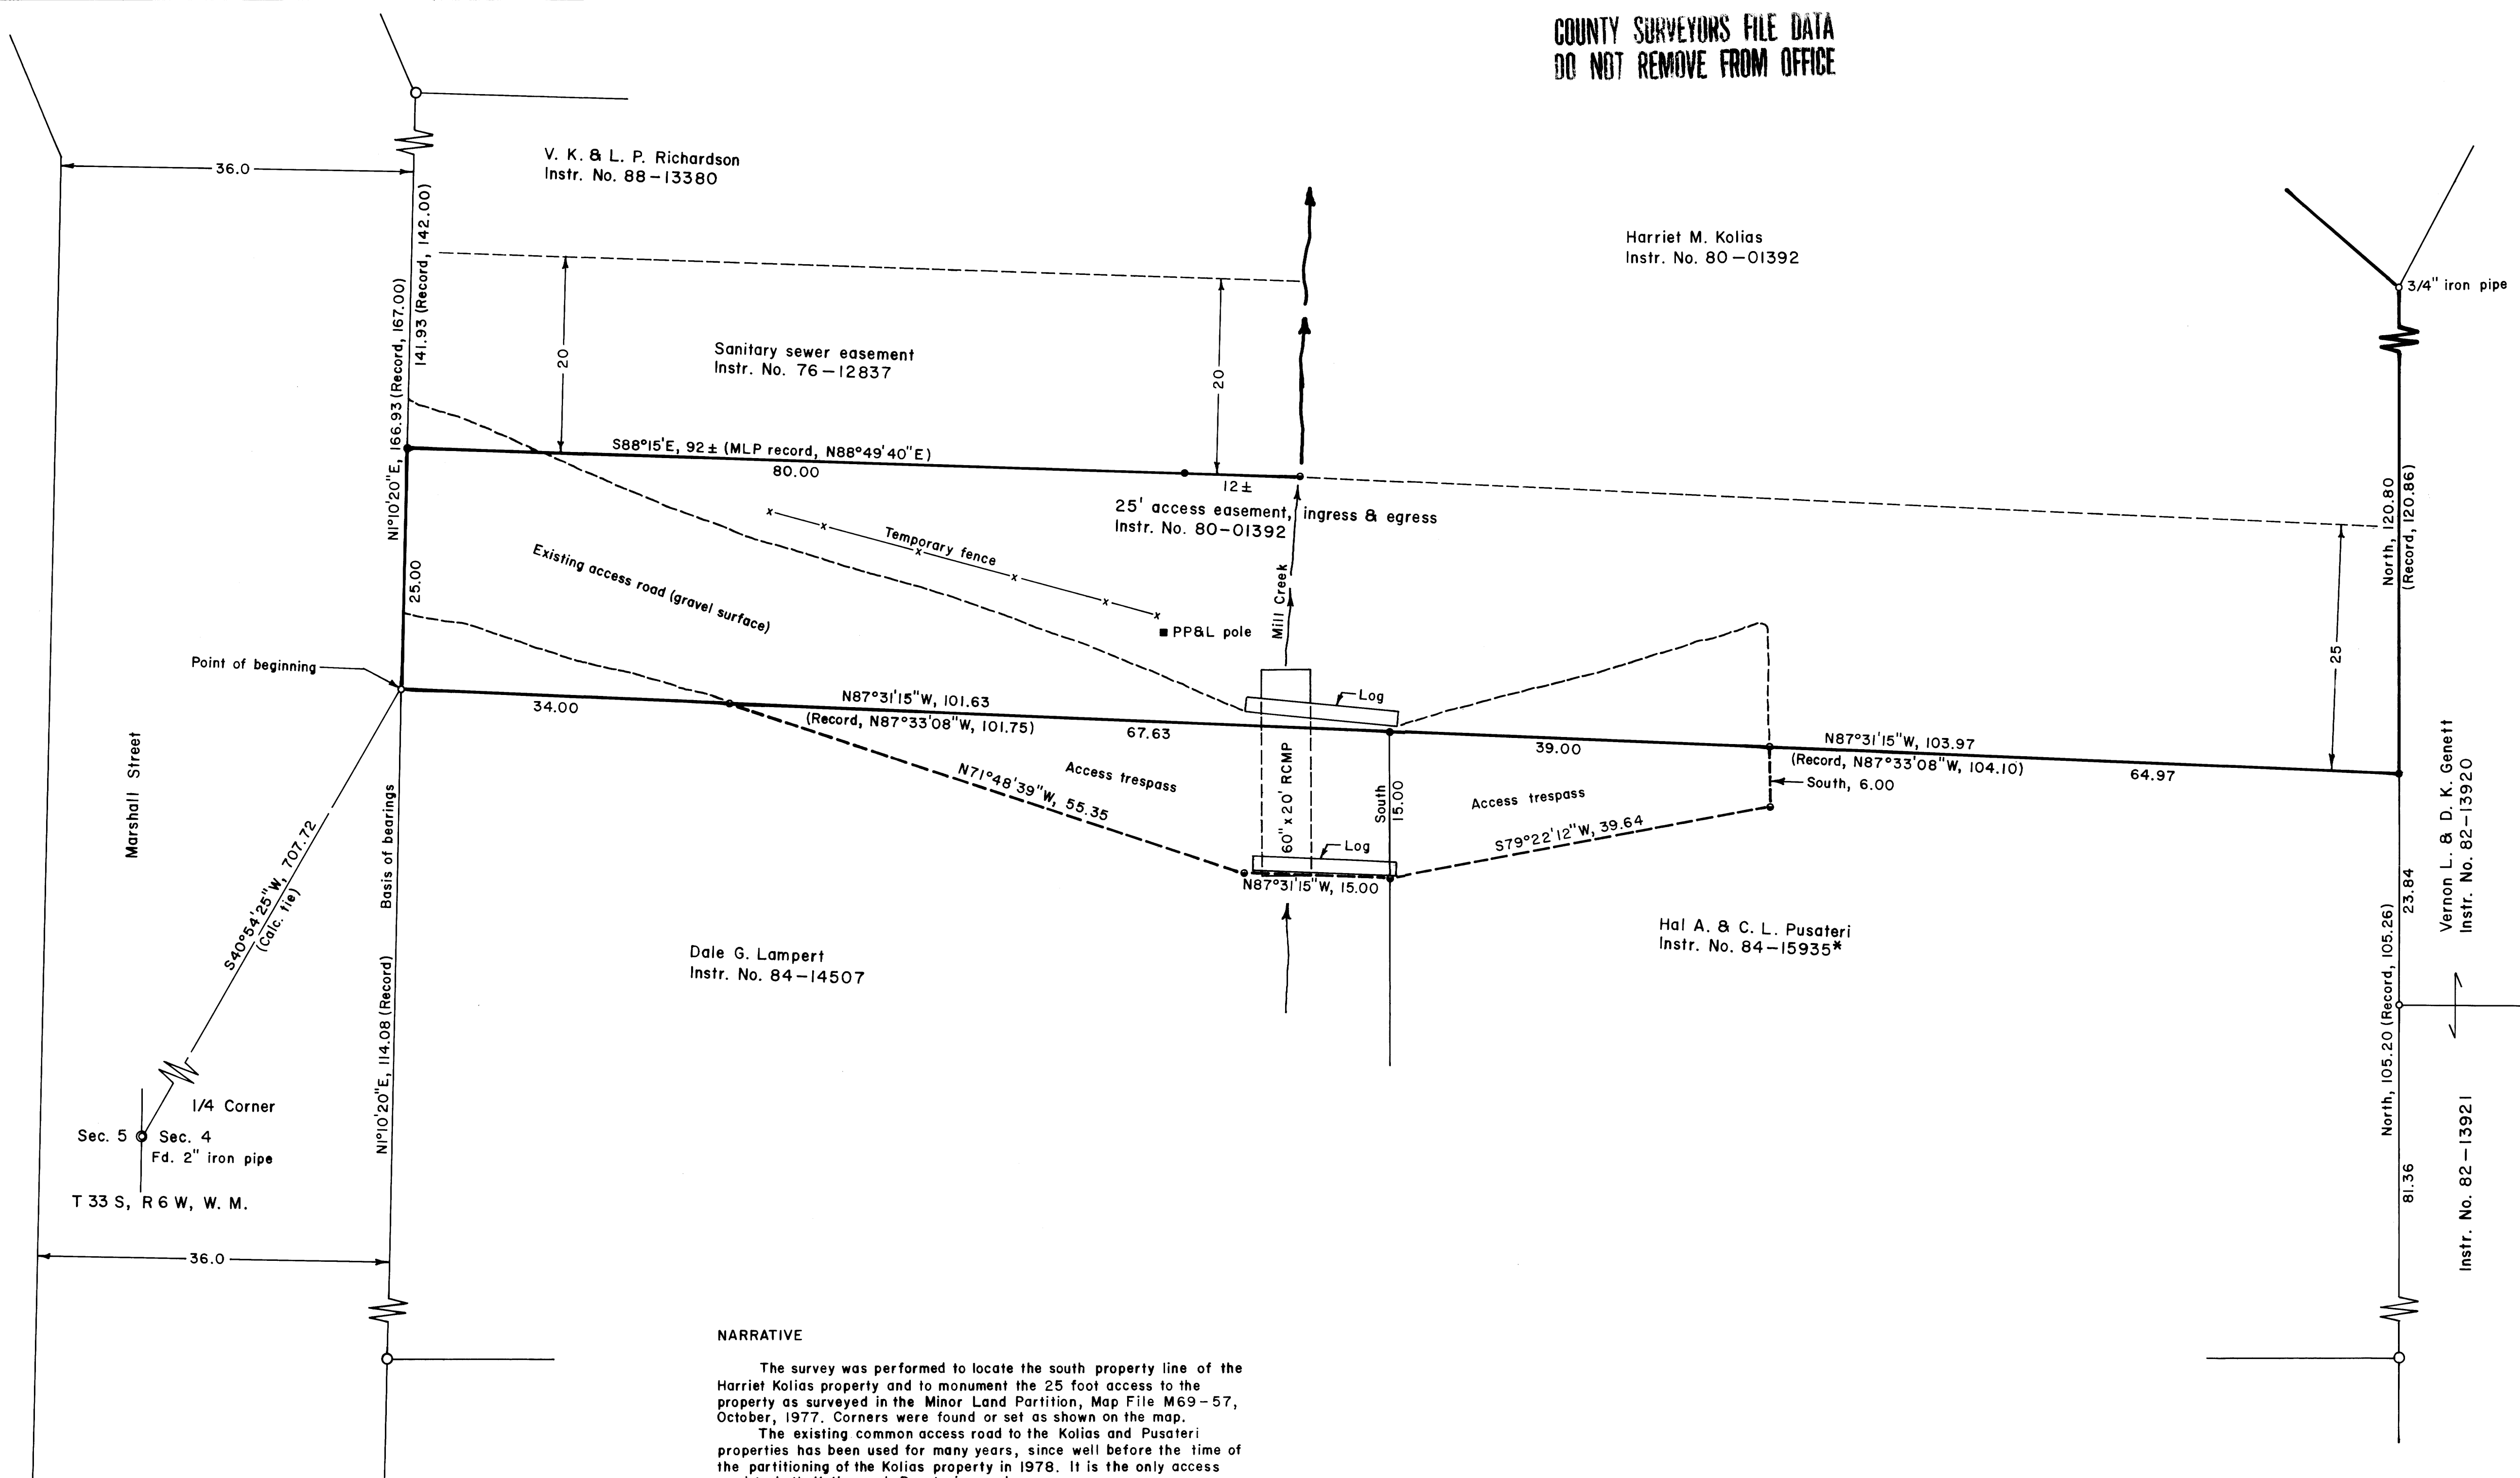 COUNTY SURVEYORS FILE DATA
DO NOT REMOVE FROM OFFICE
V. K. & L. P. Richardson
Instr. No. 88-13380
36.0
Harriet M. Kolias
Instr. No. 80-01392
3/4" iron pipe
141.93 (Record, 142.00)
N1°10'20"E, 166.93 (Record, 167.00)
20
20
Sanitary sewer easement
Instr. No. 76-12837
S88°15'E, 92± (MLP record, N88°49'40"E)
80.00
12±
25' access easement, ingress & egress
Instr. No. 80-01392
North, 120.80
(Record, 120.86)
Temporary fence
Existing access road (gravel surface)
25.00
Mill Creek
PP&L pole
25
Point of beginning
Log
N87°31'15"W, 101.63
(Record, N87°33'08"W, 101.75)
34.00
67.63
39.00
N87°31'15"W, 103.97
(Record, N87°33'08"W, 104.10)
64.97
Marshall Street
Access trespass
N71°48'39"W, 55.35
60" x 20' RCMP
South
15.00
Access trespass
South, 6.00
S79°22'12"W, 39.64
Log
N87°31'15"W, 15.00
Vernon L. & D. K. Genett
Instr. No. 82-13920
Basis of bearings
S40°54'25"W, 707.72
(Calc. tie)
23.84
Dale G. Lampert
Instr. No. 84-14507
Hal A. & C. L. Pusateri
Instr. No. 84-15935*
N1°10'20"E, 114.08 (Record)
North, 105.20 (Record, 105.26)
1/4 Corner
Sec. 5 Sec. 4
Fd. 2" iron pipe
T 33 S, R 6 W, W. M.
81.36
Instr. No. 82-13921
36.0
NARRATIVE
The survey was performed to locate the south property line of the
Harriet Kolias property and to monument the 25 foot access to the
property as surveyed in the Minor Land Partition, Map File M69-57,
October, 1977. Corners were found or set as shown on the map.
The existing common access road to the Kolias and Pusateri
properties has been used for many years, since well before the time of
the partitioning of the Kolias property in 1978. It is the only access